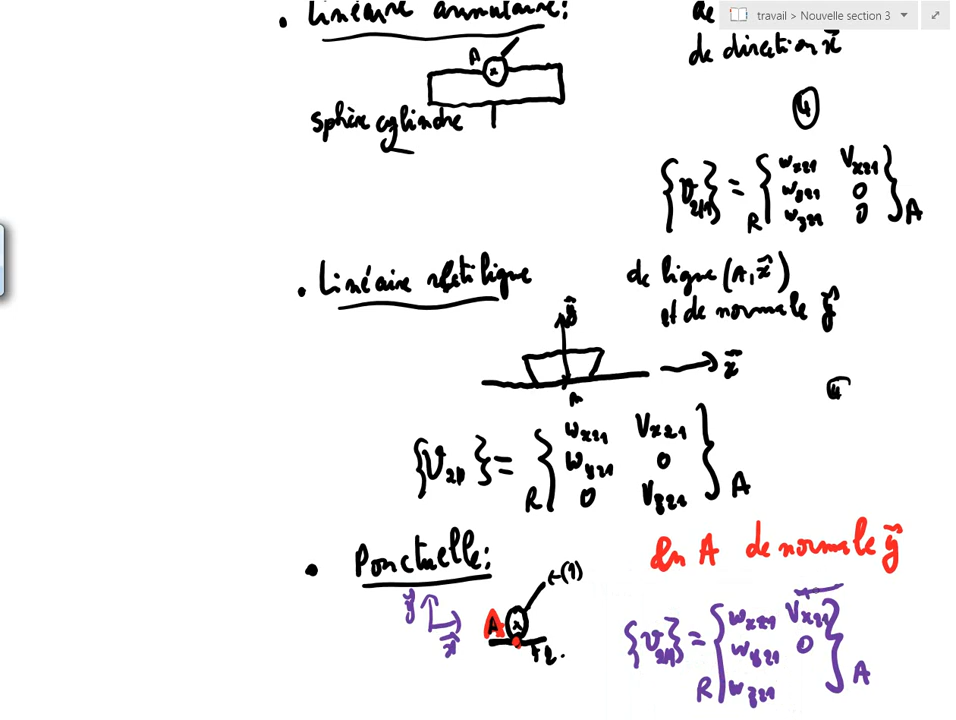 • Linéaire annulaire:
de
travail > Nouvelle section 3
de direction x⃗
A
x
sphère cylindre
4
{𝒱2/1} = R { ωx21 Vx21
ωy21 0
ωz21 0 } A
• Linéaire rectiligne
de ligne (A, x⃗)
et de normale y⃗
y⃗
x⃗
A
4
{𝒱21} = R { ωx21 Vx21
ωy21 0
0 Vz21 } A
• Ponctuelle:
En A de normale y⃗
←(1)
y⃗
x⃗
A
x
{𝒱2/1} = R { ωx21 Vx21
ωy21 0
ωz21 } A